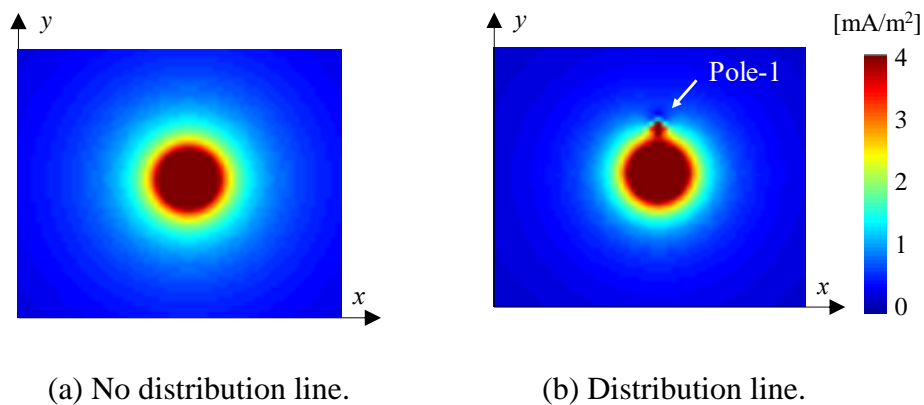 y
y
[mA/m²]
4
Pole-1
3
2
1
x
x
0
(a) No distribution line.
(b) Distribution line.